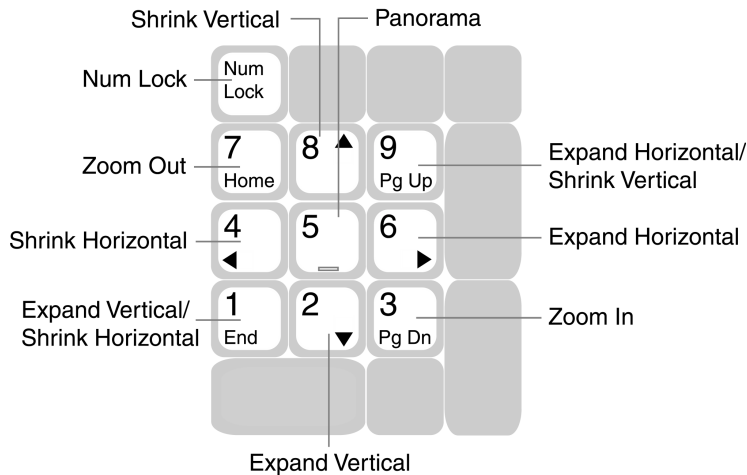 Shrink Vertical
Panorama
Num Lock
Num
Lock
Zoom Out
7
Home
8
9
Pg Up
Expand Horizontal/
Shrink Vertical
Shrink Horizontal
4
5
6
Expand Horizontal
Expand Vertical/
Shrink Horizontal
1
End
2
3
Pg Dn
Zoom In
Expand Vertical